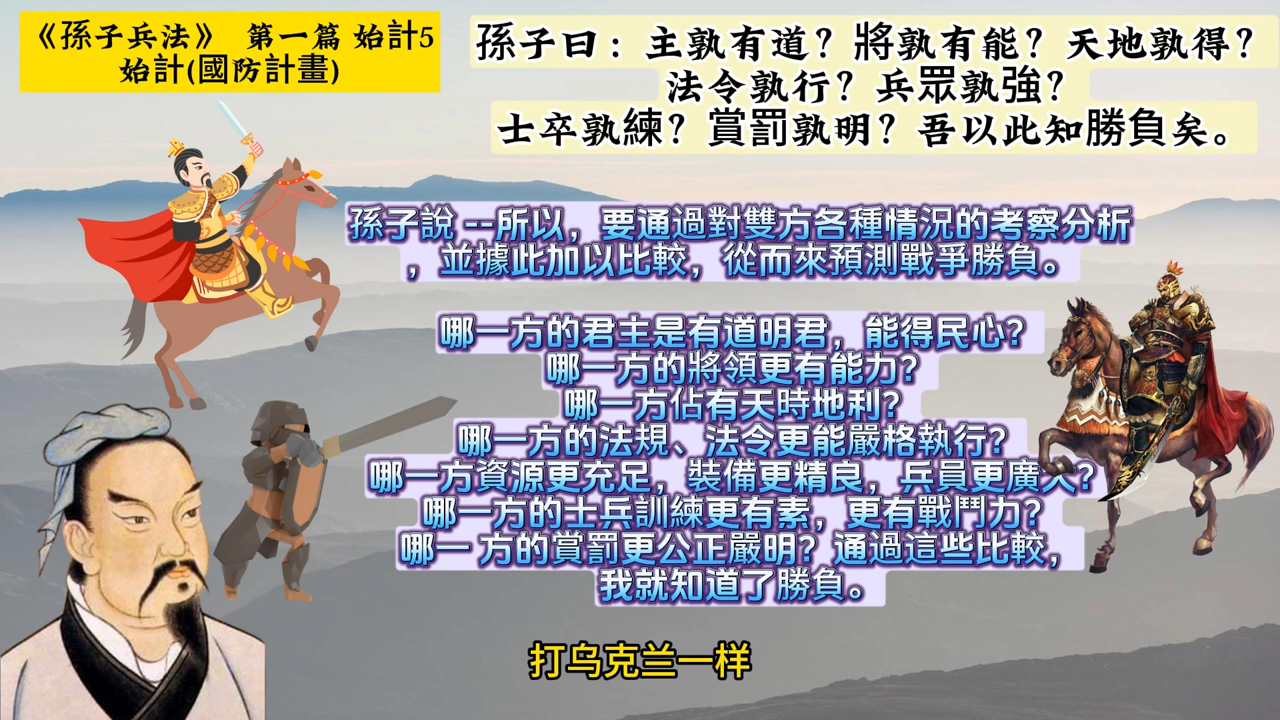 《孫子兵法》 第一篇 始計5
始計(國防計畫)
孫子曰：主孰有道？將孰有能？天地孰得？
法令孰行？兵眾孰強？
士卒孰練？賞罰孰明？吾以此知勝負矣。
孫子說 --所以，要通過對雙方各種情況的考察分析
，並據此加以比較，從而來預測戰爭勝負。
哪一方的君主是有道明君，能得民心？
哪一方的將領更有能力？
哪一方佔有天時地利？
哪一方的法規、法令更能嚴格執行？
哪一方資源更充足，裝備更精良，兵員更廣大？
哪一方的士兵訓練更有素，更有戰鬥力？
哪一 方的賞罰更公正嚴明？通過這些比較，
我就知道了勝負。
打乌克兰一样